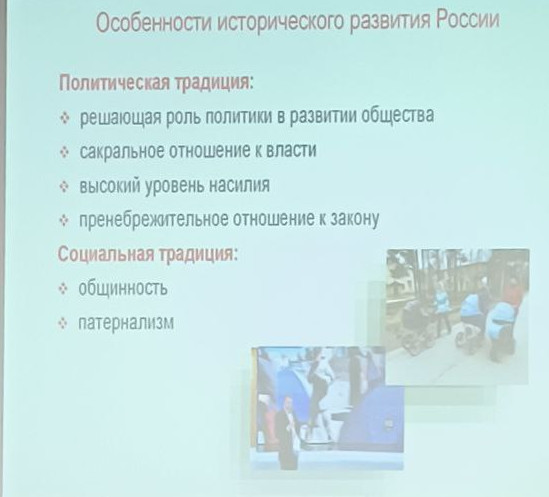 Особенности исторического развития России
Политическая традиция:
решающая роль политики в развитии общества
сакральное отношение к власти
высокий уровень насилия
пренебрежительное отношение к закону
Социальная традиция:
общинность
патернализм